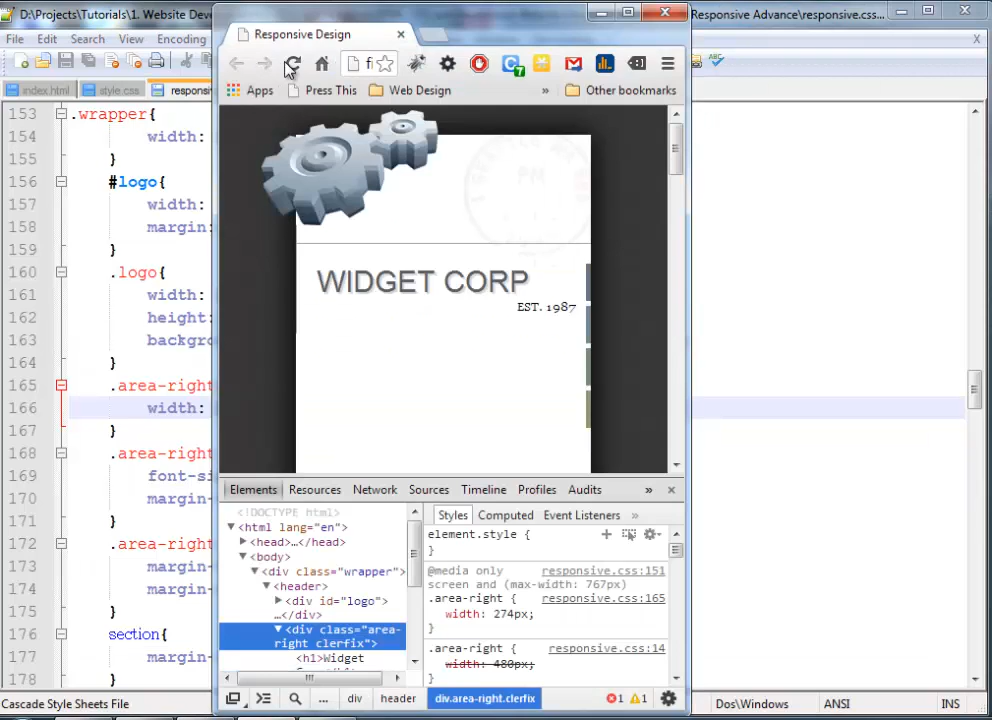 D:\Projects\Tutorials\1. Website Dev
Responsive Advance\responsive.css...
File Edit Search View Encoding
X
index.html
style.css
respons
Responsive Design
fi
Apps
Press This
Web Design
»
Other bookmarks
153 .wrapper{
154 width:
155 }
156 #logo{
157 width:
158 margin:
159 }
160 .logo{
161 width:
162 height:
163 backgro
164 }
165 .area-right
166 width:
167 }
168 .area-right
169 font-si
170 margin-
171 }
172 .area-right
173 margin-
174 margin-
175 }
176 section{
177 margin-
178
PM
WIDGET CORP
EST. 1987
Elements Resources Network Sources Timeline Profiles Audits »
<!DOCTYPE html>
<html lang="en">
<head>…</head>
<body>
<div class="wrapper">
<header>
<div id="logo">
…</div>
<div class="area-
right clerfix">
<h1>Widget
Styles Computed Event Listeners »
element.style {
}
@media only responsive.css:151
screen and (max-width: 767px)
.area-right { responsive.css:165
width: 274px;
}
.area-right { responsive.css:14
width: 480px;
... div header div.area-right.clerfix
1 1
Cascade Style Sheets File
Dos\Windows
ANSI
INS